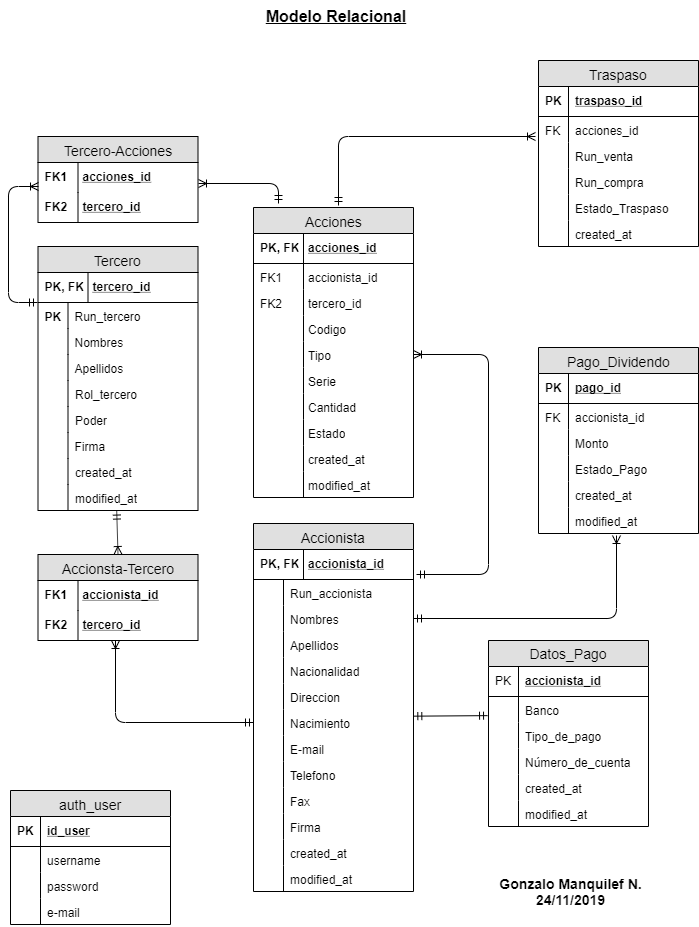 Modelo Relacional
Traspaso
PK traspaso_id
FK acciones_id
Run_venta
Run_compra
Estado_Traspaso
created_at
Tercero-Acciones
FK1 acciones_id
FK2 tercero_id
Acciones
PK, FK acciones_id
FK1 accionista_id
FK2 tercero_id
Codigo
Tipo
Serie
Cantidad
Estado
created_at
modified_at
Tercero
PK, FK tercero_id
PK Run_tercero
Nombres
Apellidos
Rol_tercero
Poder
Firma
created_at
modified_at
Pago_Dividendo
PK pago_id
FK accionista_id
Monto
Estado_Pago
created_at
modified_at
Accionista
PK, FK accionista_id
Run_accionista
Nombres
Apellidos
Nacionalidad
Direccion
Nacimiento
E-mail
Telefono
Fax
Firma
created_at
modified_at
Accionsta-Tercero
FK1 accionista_id
FK2 tercero_id
Datos_Pago
PK accionista_id
Banco
Tipo_de_pago
Número_de_cuenta
created_at
modified_at
auth_user
PK id_user
username
password
e-mail
Gonzalo Manquilef N.
24/11/2019